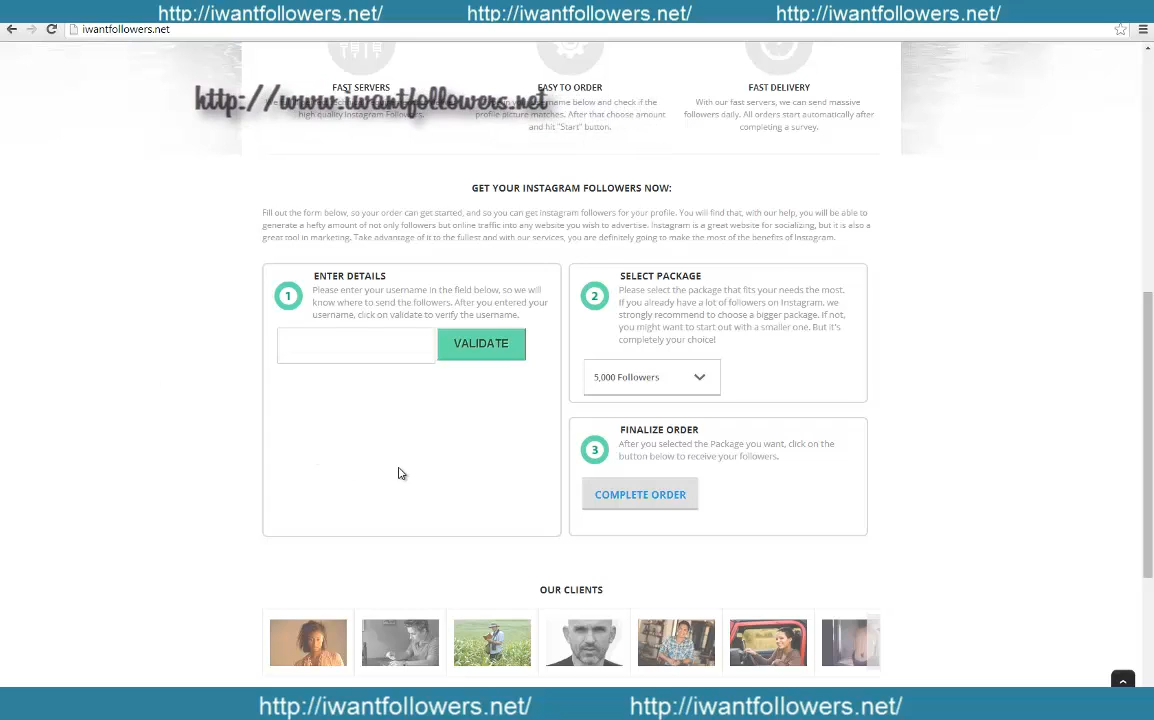 http://iwantfollowers.net/ http://iwantfollowers.net/ http://iwantfollowers.net/
iwantfollowers.net
http://www.iwantfollowers.net
FAST SERVERS
high quality Instagram Followers.
EASY TO ORDER
username below and check if the
profile picture matches. After that choose amount
and hit "Start" button.
FAST DELIVERY
With our fast servers, we can send massive
followers daily. All orders start automatically after
completing a survey.
GET YOUR INSTAGRAM FOLLOWERS NOW:
Fill out the form below, so your order can get started, and so you can get instagram followers for your profile. You will find that, with our help, you will be able to
generate a hefty amount of not only followers but online traffic into any website you wish to advertise. Instagram is a great website for socializing, but it is also a
great tool in marketing. Take advantage of it to the fullest and with our services, you are definitely going to make the most of the benefits of Instagram.
1
ENTER DETAILS
Please enter your username in the field below, so we will
know where to send the followers. After you entered your
username, click on validate to verify the username.
VALIDATE
2
SELECT PACKAGE
Please select the package that fits your needs the most.
If you already have a lot of followers on Instagram, we
strongly recommend to choose a bigger package. If not,
you might want to start out with a smaller one. But it's
completely your choice!
5,000 Followers
3
FINALIZE ORDER
After you selected the Package you want, click on the
button below to receive your followers.
COMPLETE ORDER
OUR CLIENTS
http://iwantfollowers.net/ http://iwantfollowers.net/